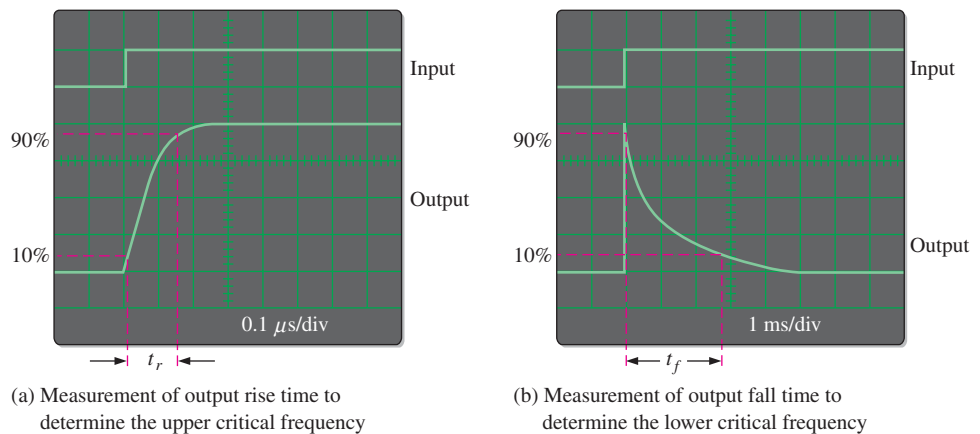 Input
90%
Output
10%
0.1 μs/div
t_r
(a) Measurement of output rise time to
determine the upper critical frequency
Input
90%
10%
Output
1 ms/div
t_f
(b) Measurement of output fall time to
determine the lower critical frequency